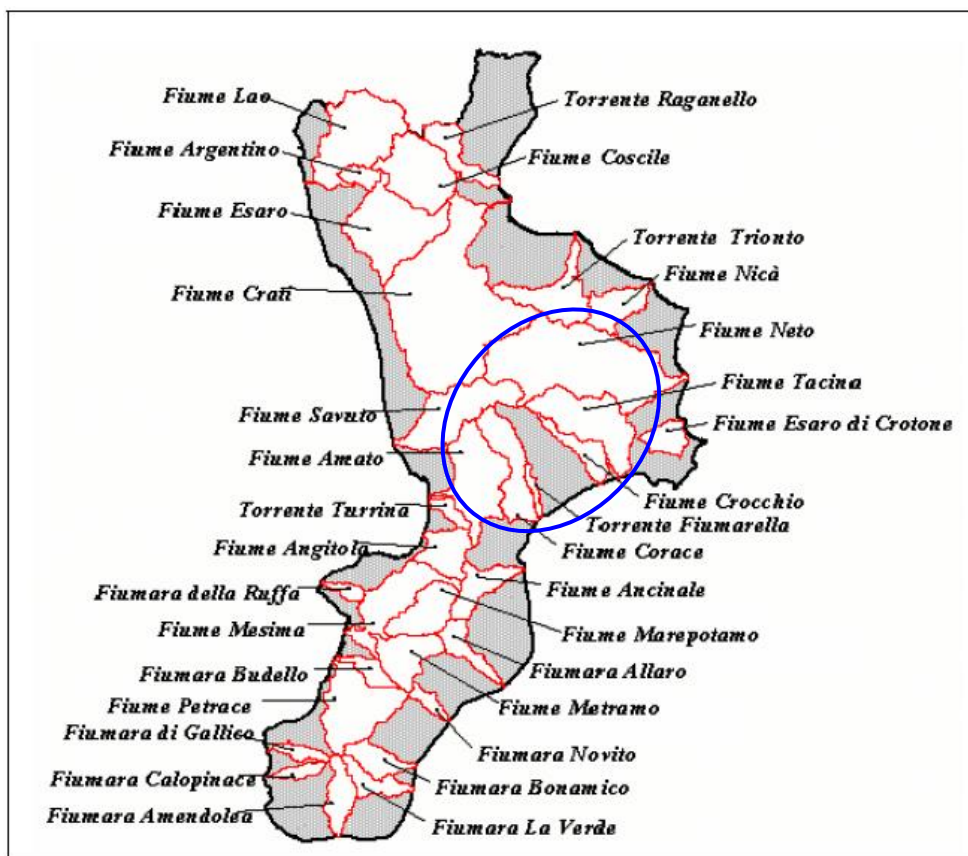 Fiume Lao
Torrente Raganello
Fiume Argentino
Fiume Coscile
Fiume Esaro
Torrente Trionto
Fiume Nicà
Fiume Crati
Fiume Neto
Fiume Tacina
Fiume Savuto
Fiume Esaro di Crotone
Fiume Amato
Fiume Crocchio
Torrente Turrina
Torrente Fiumarella
Fiume Angitola
Fiume Corace
Fiumara della Ruffa
Fiume Ancinale
Fiume Mesima
Fiume Marepotamo
Fiumara Budello
Fiumara Allaro
Fiume Petrace
Fiume Metramo
Fiumara di Gallico
Fiumara Novito
Fiumara Calopinace
Fiumara Bonamico
Fiumara Amendolea
Fiumara La Verde